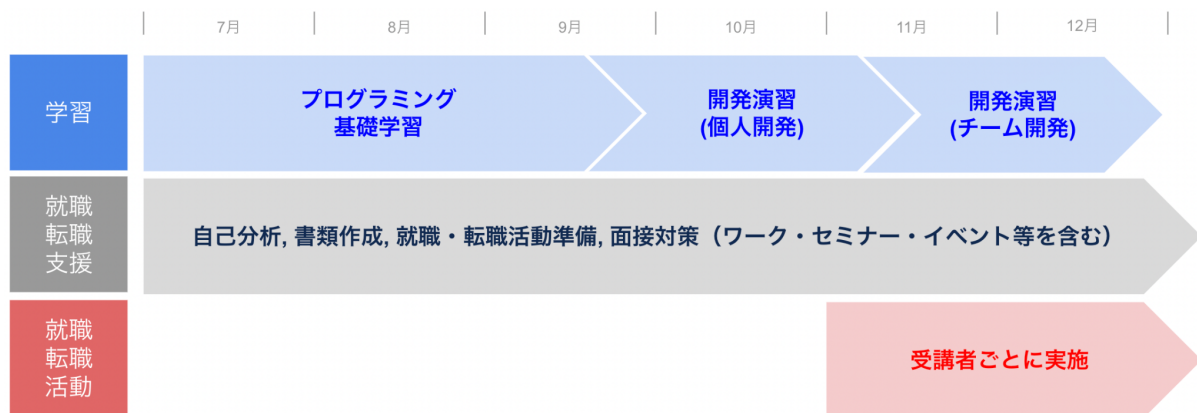 7月
8月
9月
10月
11月
12月
学習
プログラミング
基礎学習
開発演習
(個人開発)
開発演習
(チーム開発)
就職
転職
支援
自己分析, 書類作成, 就職・転職活動準備, 面接対策（ワーク・セミナー・イベント等を含む）
就職
転職
活動
受講者ごとに実施